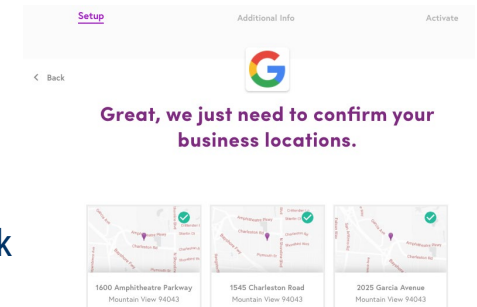 Setup
Additional Info
Activate
< Back
Great, we just need to confirm your
business locations.
k
1600 Amphitheatre Parkway
Mountain View 94043
1545 Charleston Road
Mountain View 94043
2025 Garcia Avenue
Mountain View 94043